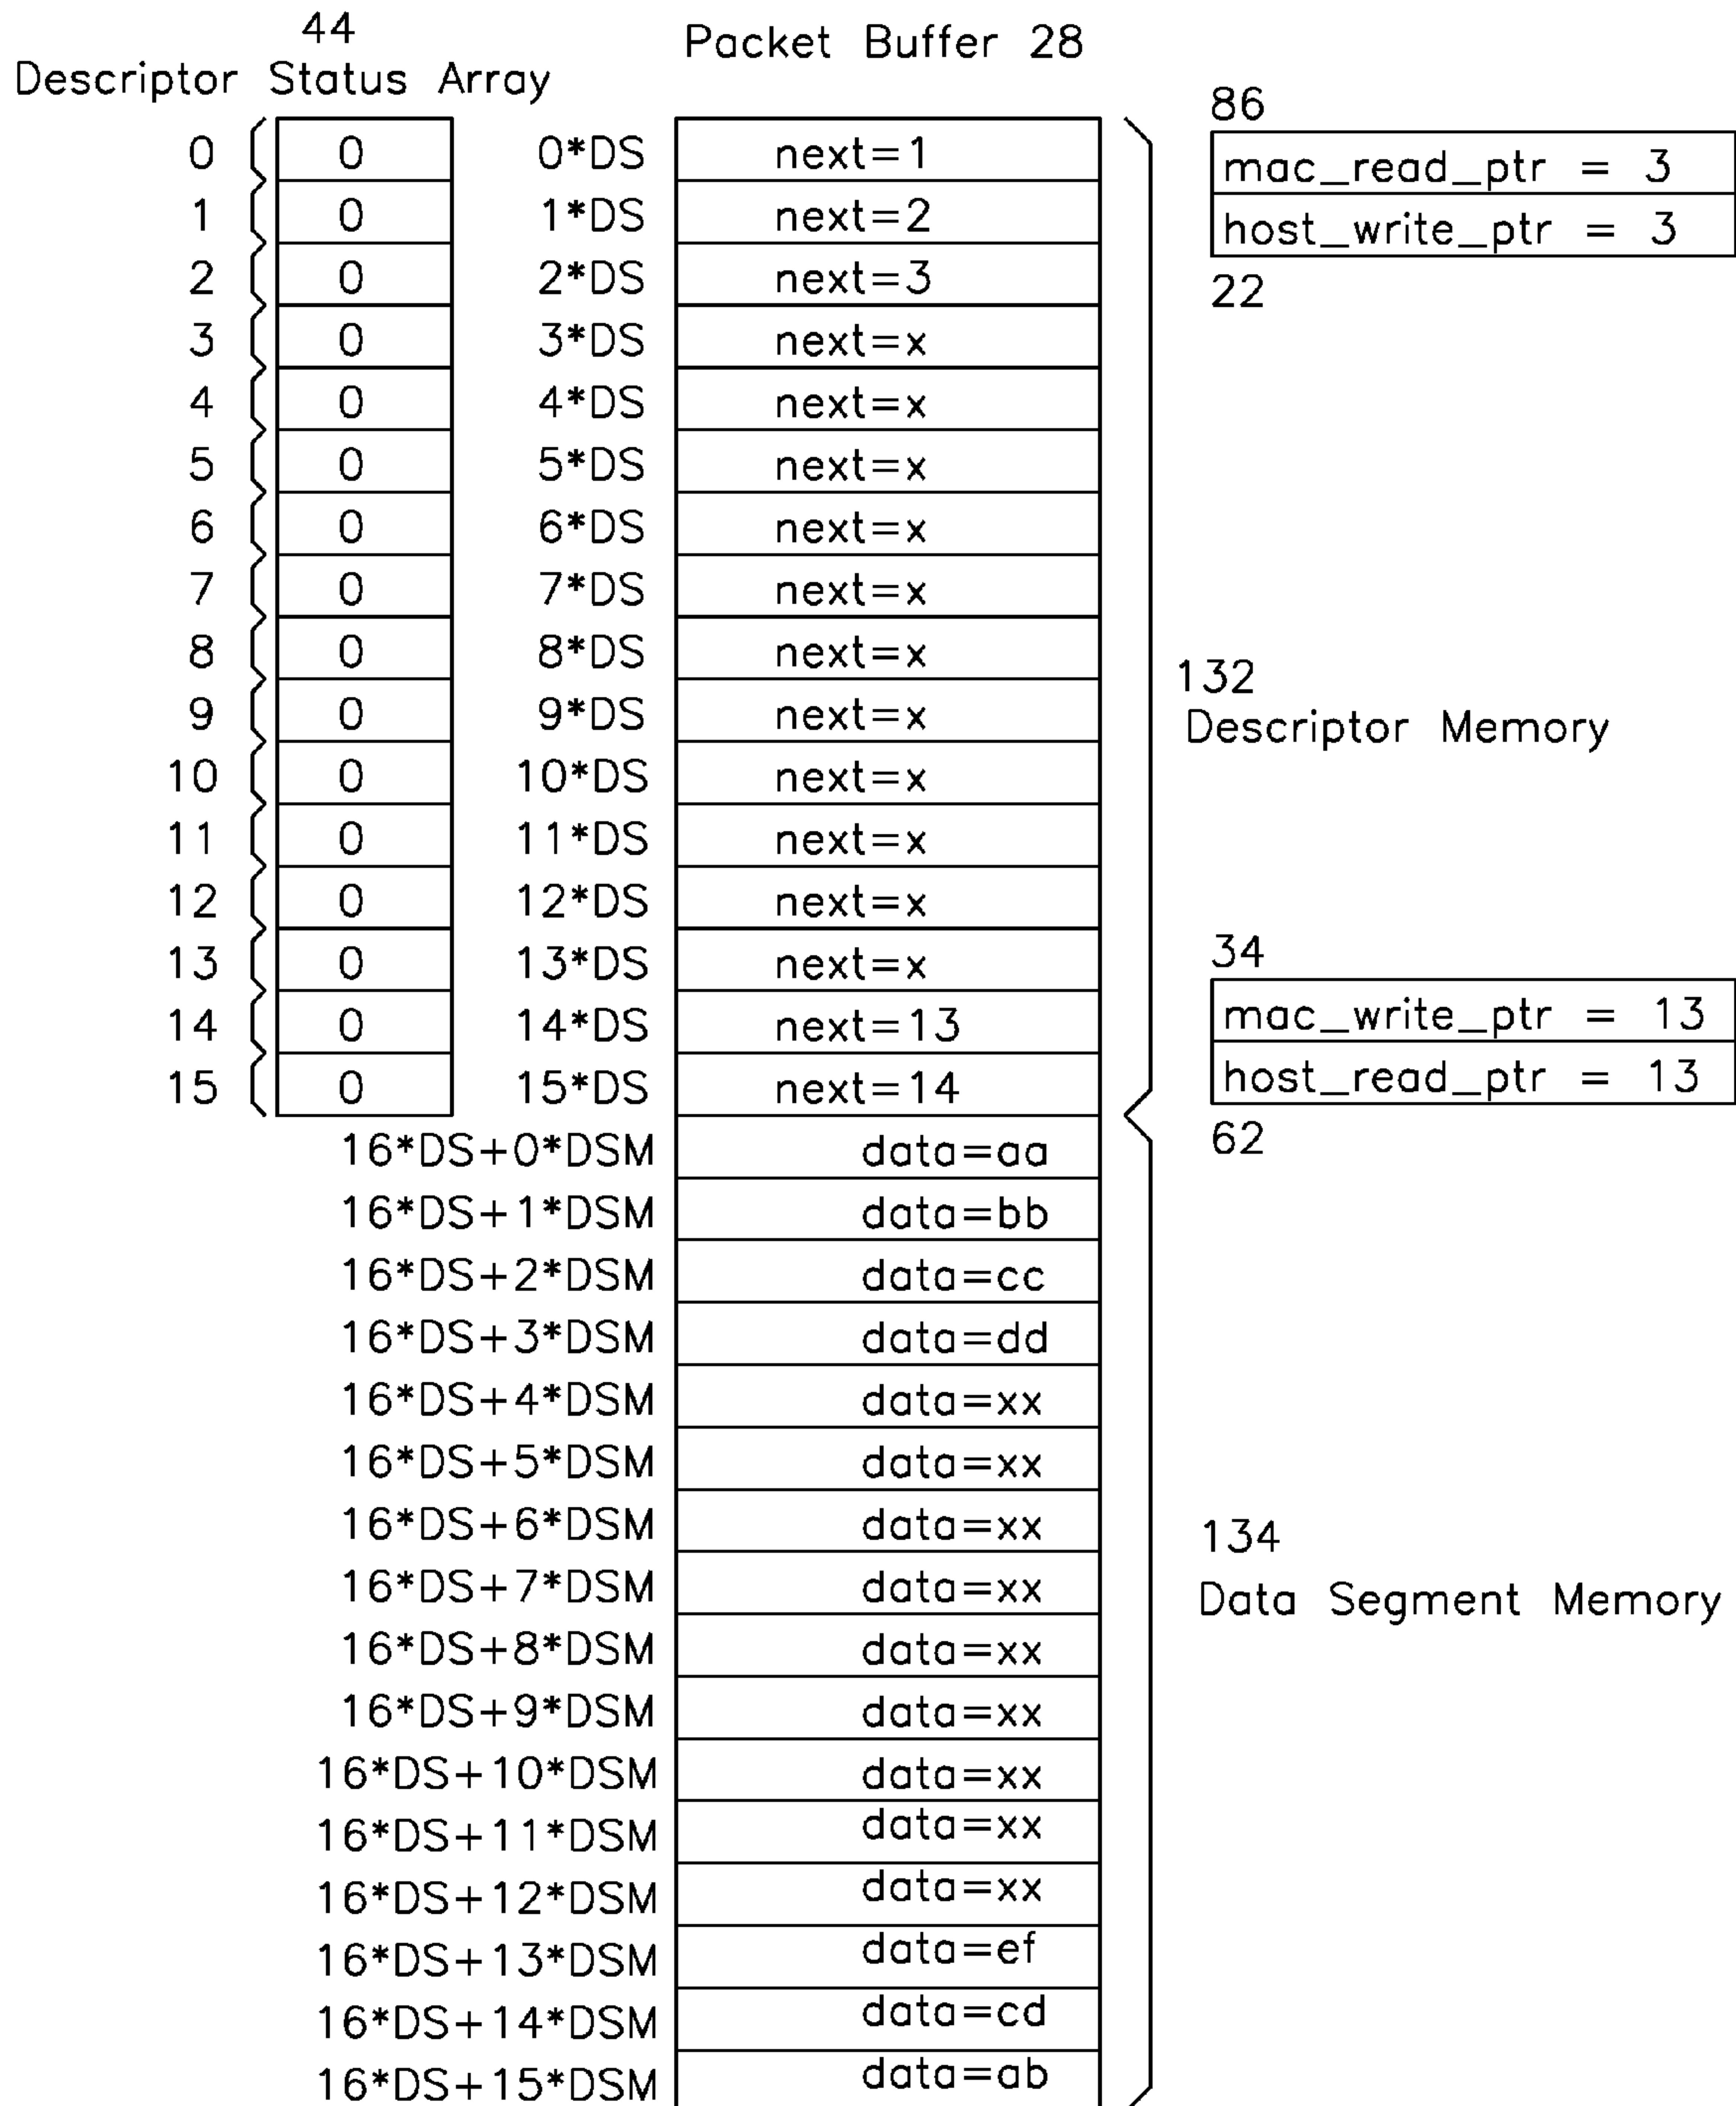 44
Descriptor Status Array
Packet Buffer 28
86
0 0 0*DS next=1
mac_read_ptr = 3
1 0 1*DS next=2
host_write_ptr = 3
2 0 2*DS next=3
22
3 0 3*DS next=x
4 0 4*DS next=x
5 0 5*DS next=x
6 0 6*DS next=x
7 0 7*DS next=x
8 0 8*DS next=x
132
9 0 9*DS next=x
Descriptor Memory
10 0 10*DS next=x
11 0 11*DS next=x
12 0 12*DS next=x
13 0 13*DS next=x
34
14 0 14*DS next=13
mac_write_ptr = 13
15 0 15*DS next=14
host_read_ptr = 13
16*DS+0*DSM data=aa
62
16*DS+1*DSM data=bb
16*DS+2*DSM data=cc
16*DS+3*DSM data=dd
16*DS+4*DSM data=xx
16*DS+5*DSM data=xx
16*DS+6*DSM data=xx
134
16*DS+7*DSM data=xx
Data Segment Memory
16*DS+8*DSM data=xx
16*DS+9*DSM data=xx
16*DS+10*DSM data=xx
16*DS+11*DSM data=xx
16*DS+12*DSM data=xx
16*DS+13*DSM data=ef
16*DS+14*DSM data=cd
16*DS+15*DSM data=ab